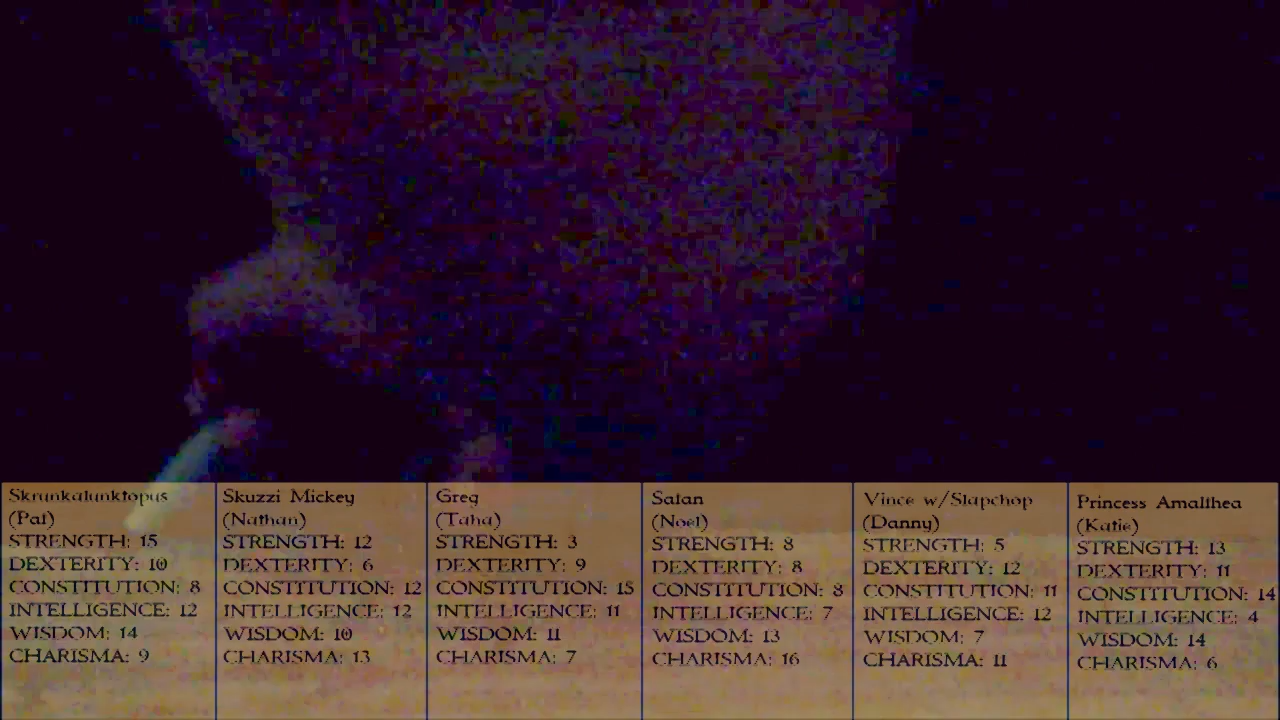 Skrunkalunktopus
(Pat)
STRENGTH: 15
DEXTERITY: 10
CONSTITUTION: 8
INTELLIGENCE: 12
WISDOM: 14
CHARISMA: 9
Skuzzi Mickey
(Nathan)
STRENGTH: 12
DEXTERITY: 6
CONSTITUTION: 12
INTELLIGENCE: 12
WISDOM: 10
CHARISMA: 13
Greg
(Taha)
STRENGTH: 3
DEXTERITY: 9
CONSTITUTION: 15
INTELLIGENCE: 11
WISDOM: 11
CHARISMA: 7
Satan
(Noel)
STRENGTH: 8
DEXTERITY: 8
CONSTITUTION: 8
INTELLIGENCE: 7
WISDOM: 13
CHARISMA: 16
Vince w/Slapchop
(Danny)
STRENGTH: 5
DEXTERITY: 12
CONSTITUTION: 11
INTELLIGENCE: 12
WISDOM: 7
CHARISMA: 11
Princess Amalthea
(Katie)
STRENGTH: 13
DEXTERITY: 11
CONSTITUTION: 14
INTELLIGENCE: 4
WISDOM: 14
CHARISMA: 6